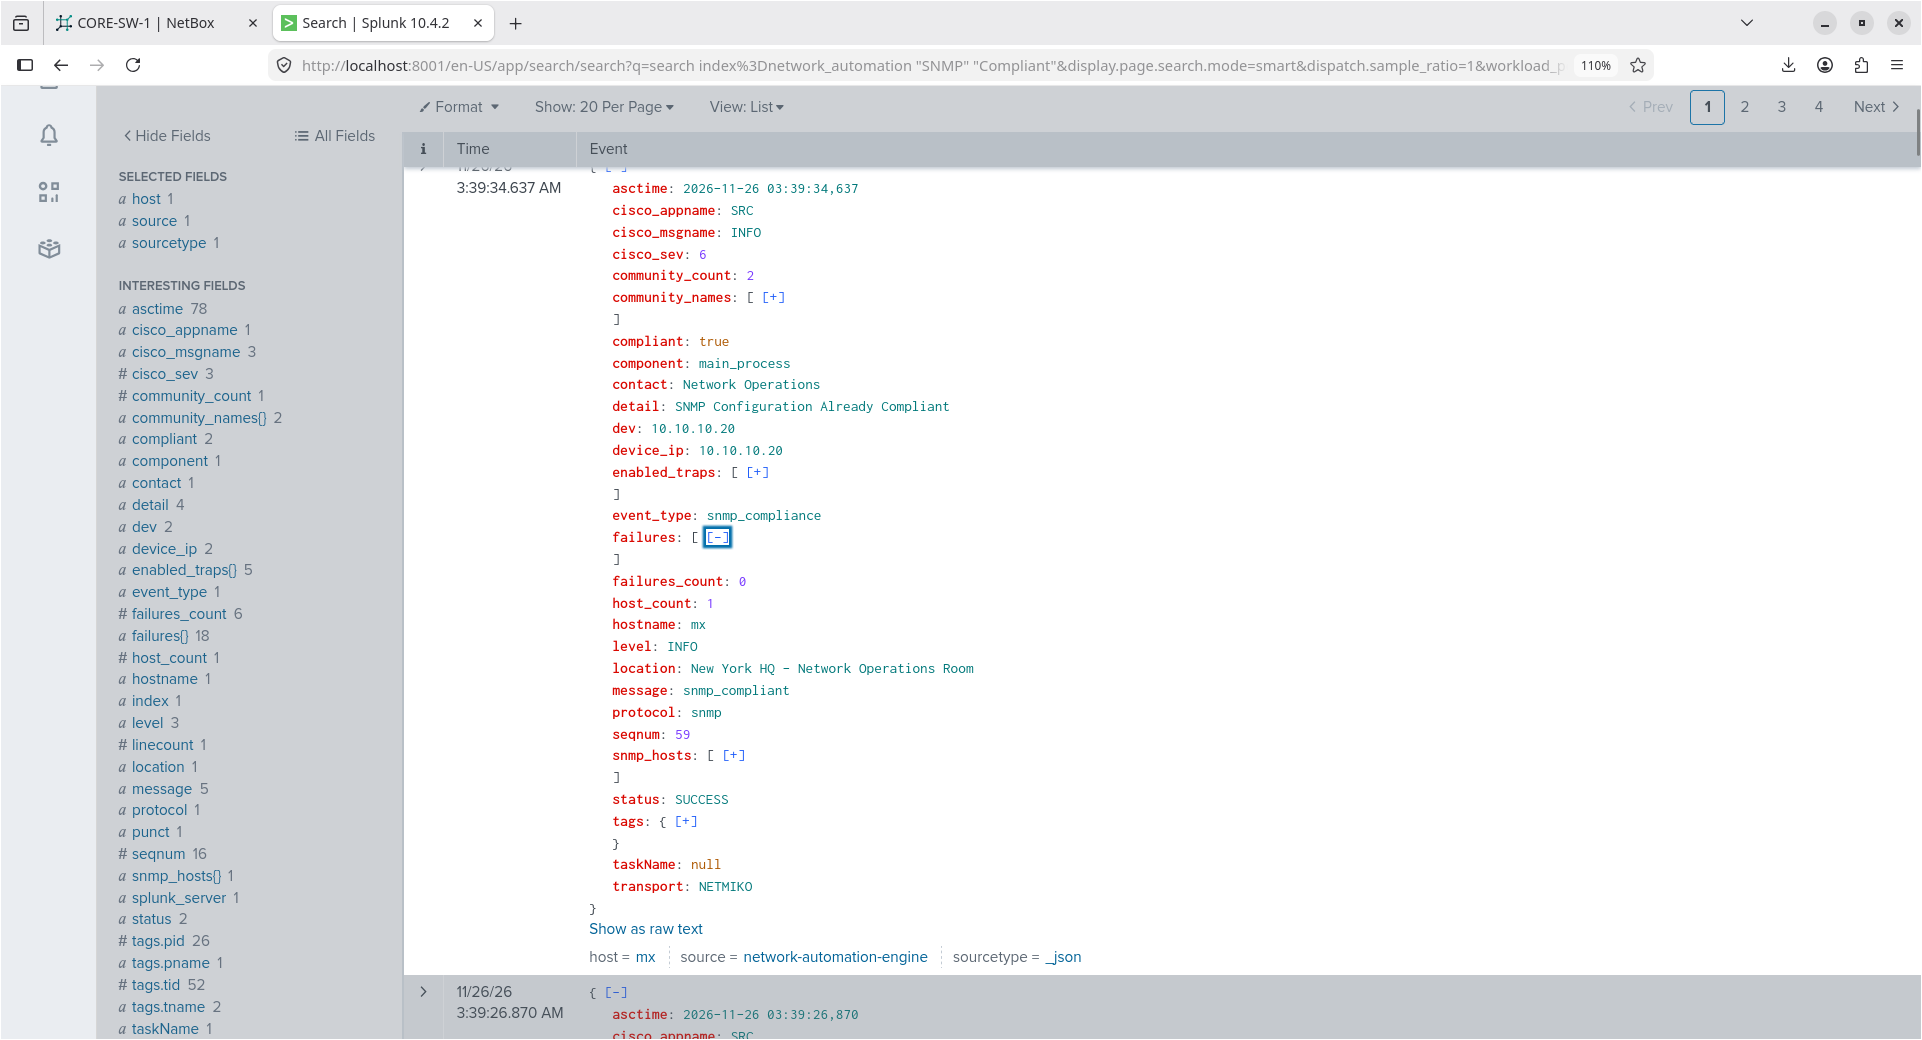 CORE-SW-1 | NetBox
Search | Splunk 10.4.2
http://localhost:8001/en-US/app/search/search?q=search index%3Dnetwork_automation "SNMP" "Compliant"&display.page.search.mode=smart&dispatch.sample_ratio=1&workload_p
110%
Format
Show: 20 Per Page
View: List
Prev
1
2
3
4
Next
Hide Fields
All Fields
SELECTED FIELDS
a host 1
a source 1
a sourcetype 1
INTERESTING FIELDS
a asctime 78
a cisco_appname 1
a cisco_msgname 3
# cisco_sev 3
# community_count 1
a community_names{} 2
a compliant 2
a component 1
a contact 1
a detail 4
a dev 2
a device_ip 2
a enabled_traps{} 5
a event_type 1
# failures_count 6
a failures{} 18
# host_count 1
a hostname 1
a index 1
a level 3
# linecount 1
a location 1
a message 5
a protocol 1
a punct 1
# seqnum 16
a snmp_hosts{} 1
a splunk_server 1
a status 2
# tags.pid 26
a tags.pname 1
# tags.tid 52
a tags.tname 2
a taskName 1
i
Time
Event
11/26/26
3:39:34.637 AM
{ [-]
asctime: 2026-11-26 03:39:34,637
cisco_appname: SRC
cisco_msgname: INFO
cisco_sev: 6
community_count: 2
community_names: [ [+]
]
compliant: true
component: main_process
contact: Network Operations
detail: SNMP Configuration Already Compliant
dev: 10.10.10.20
device_ip: 10.10.10.20
enabled_traps: [ [+]
]
event_type: snmp_compliance
failures: [ [-]
]
failures_count: 0
host_count: 1
hostname: mx
level: INFO
location: New York HQ - Network Operations Room
message: snmp_compliant
protocol: snmp
seqnum: 59
snmp_hosts: [ [+]
]
status: SUCCESS
tags: { [+]
}
taskName: null
transport: NETMIKO
}
Show as raw text
host = mx
source = network-automation-engine
sourcetype = _json
11/26/26
3:39:26.870 AM
{ [-]
asctime: 2026-11-26 03:39:26,870
cisco_appname: SRC